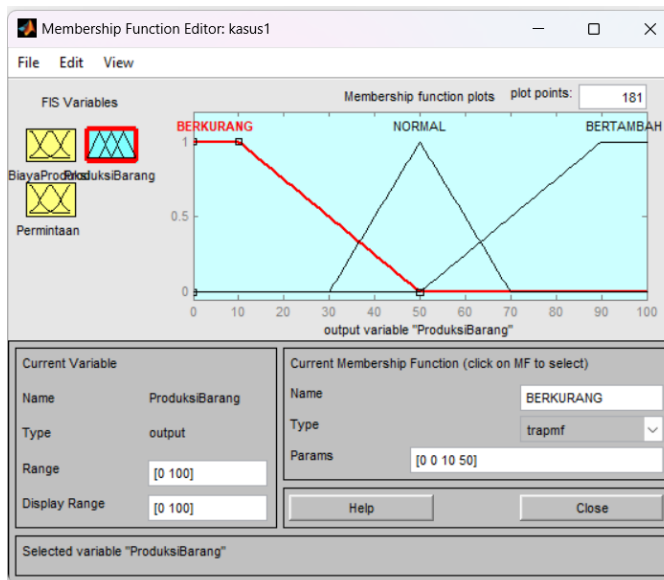 Membership Function Editor: kasus1
File Edit View
FIS Variables
Membership function plots plot points: 181
BERKURANG NORMAL BERTAMBAH
BiayaProduksi ProduksiBarang
Permintaan
1
0.5
0
0 10 20 30 40 50 60 70 80 90 100
output variable "ProduksiBarang"
Current Variable
Name ProduksiBarang
Type output
Range [0 100]
Display Range [0 100]
Current Membership Function (click on MF to select)
Name BERKURANG
Type trapmf
Params [0 0 10 50]
Help Close
Selected variable "ProduksiBarang"